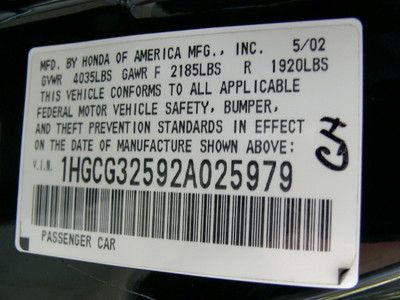 MFD. BY HONDA OF AMERICA MFG., INC. 5/02
GVWR 4035LBS GAWR F 2185LBS R 1920LBS
THIS VEHICLE CONFORMS TO ALL APPLICABLE
FEDERAL MOTOR VEHICLE SAFETY, BUMPER,
AND THEFT PREVENTION STANDARDS IN EFFECT
ON THE DATE OF MANUFACTURE SHOWN ABOVE:
V.I.N. 1HGCG32592A025979
PASSENGER CAR